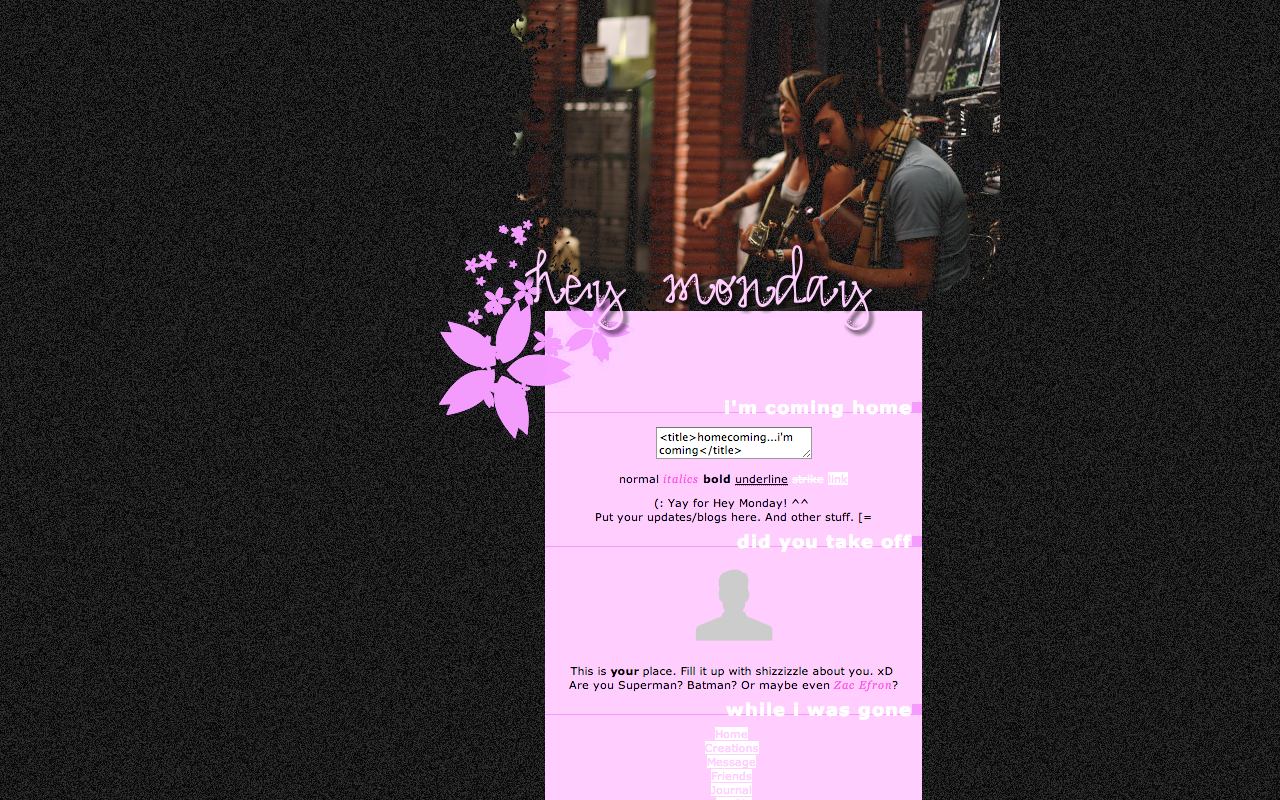 hey monday
i'm coming home
<title>homecoming...i'm
coming</title>
normal italics bold underline strike link
(: Yay for Hey Monday! ^^
Put your updates/blogs here. And other stuff. [=
did you take off
This is your place. Fill it up with shizzizzle about you. xD
Are you Superman? Batman? Or maybe even Zac Efron?
while i was gone
Home
Creations
Message
Friends
Journal